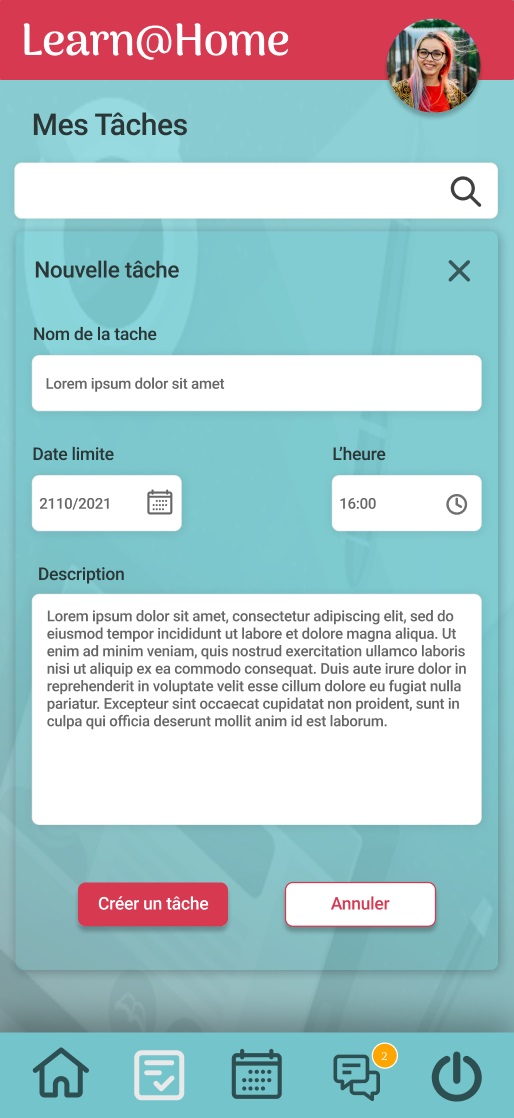 Learn@Home
Mes Tâches
Nouvelle tâche
Nom de la tache
Lorem ipsum dolor sit amet
Date limite
L'heure
2110/2021
16:00
Description
Lorem ipsum dolor sit amet, consectetur adipiscing elit, sed do
eiusmod tempor incididunt ut labore et dolore magna aliqua. Ut
enim ad minim veniam, quis nostrud exercitation ullamco laboris
nisi ut aliquip ex ea commodo consequat. Duis aute irure dolor in
reprehenderit in voluptate velit esse cillum dolore eu fugiat nulla
pariatur. Excepteur sint occaecat cupidatat non proident, sunt in
culpa qui officia deserunt mollit anim id est laborum.
Créer un tâche
Annuler
2